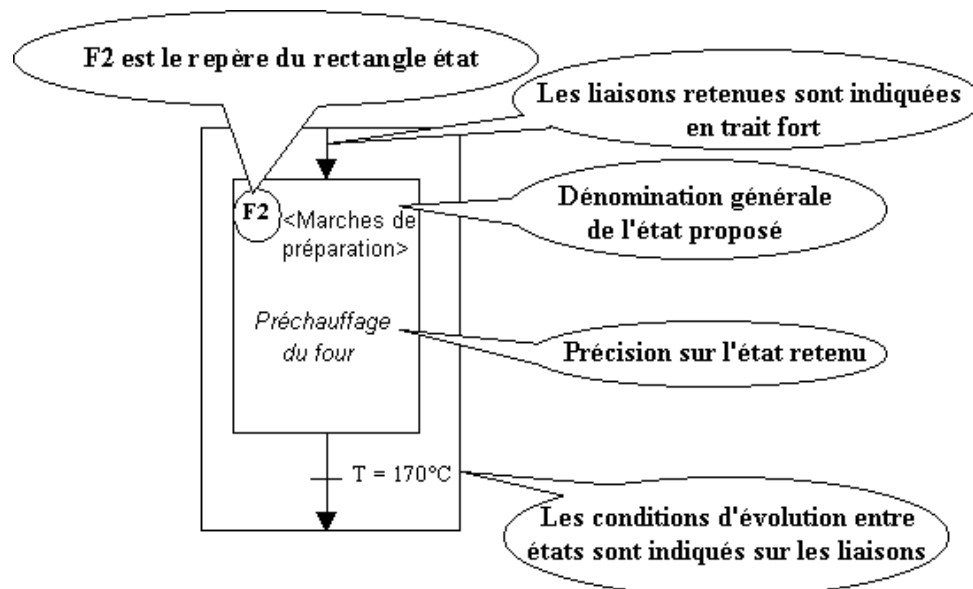 F2 est le repère du rectangle état
Les liaisons retenues sont indiquées
en trait fort
F2
<Marches de
préparation>
Dénomination générale
de l'état proposé
Préchauffage
du four
Précision sur l'état retenu
T = 170°C
Les conditions d'évolution entre
états sont indiqués sur les liaisons